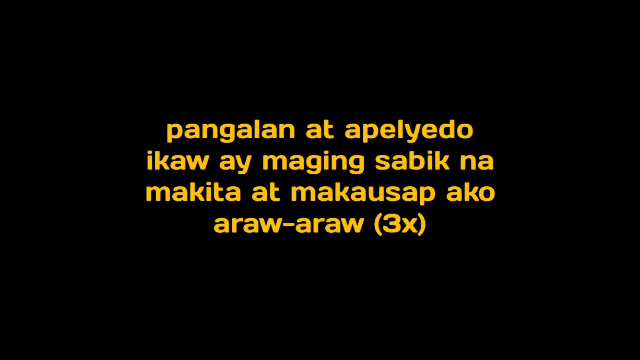 pangalan at apelyedo
ikaw ay maging sabik na
makita at makausap ako
araw-araw (3x)